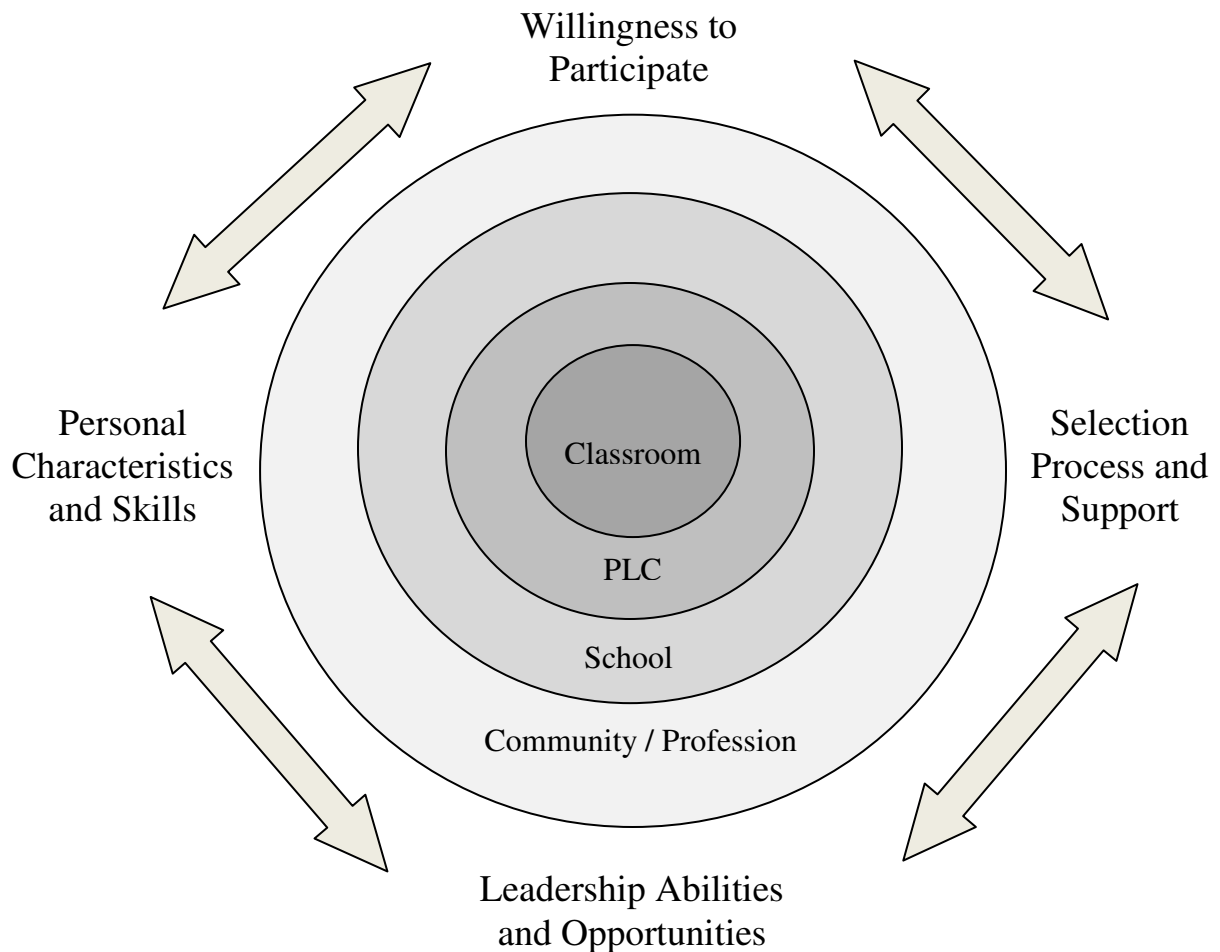 Willingness to
Participate
Personal
Characteristics
and Skills
Classroom
PLC
School
Community / Profession
Selection
Process and
Support
Leadership Abilities
and Opportunities